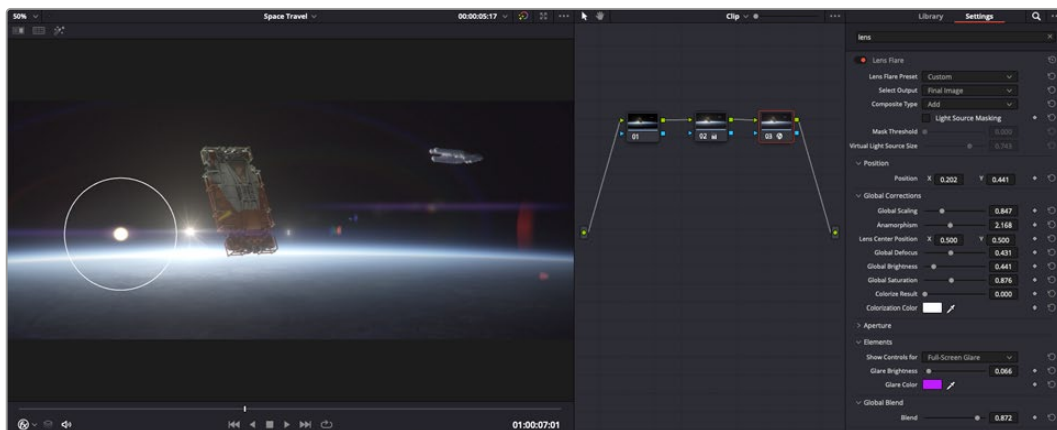 50%
Space Travel
00:00:05:17
Clip
Library
Settings
lens
Lens Flare
Lens Flare Preset Custom
Select Output Final Image
Composite Type Add
Light Source Masking
Mask Threshold 0.000
Virtual Light Source Size 0.743
Position
Position X 0.202 Y 0.441
Global Corrections
Global Scaling 0.847
Anamorphism 2.168
Lens Center Position X 0.500 Y 0.500
Global Defocus 0.431
Global Brightness 0.441
Global Saturation 0.876
Colorize Result 0.000
Colorization Color
Aperture
Elements
Show Controls for Full-Screen Glare
Glare Brightness 0.066
Glare Color
Global Blend
Blend 0.872
01
02
03
fx
01:00:07:01